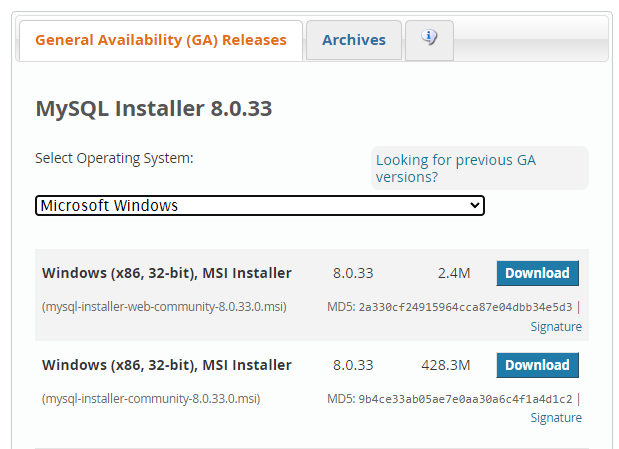 General Availability (GA) Releases
Archives
MySQL Installer 8.0.33
Select Operating System:
Looking for previous GA
versions?
Microsoft Windows
Windows (x86, 32-bit), MSI Installer 8.0.33 2.4M Download
(mysql-installer-web-community-8.0.33.0.msi) MD5: 2a330cf24915964cca87e04dbb34e5d3 |
Signature
Windows (x86, 32-bit), MSI Installer 8.0.33 428.3M Download
(mysql-installer-community-8.0.33.0.msi) MD5: 9b4ce33ab05ae7e0aa30a6c4f1a4d1c2 |
Signature